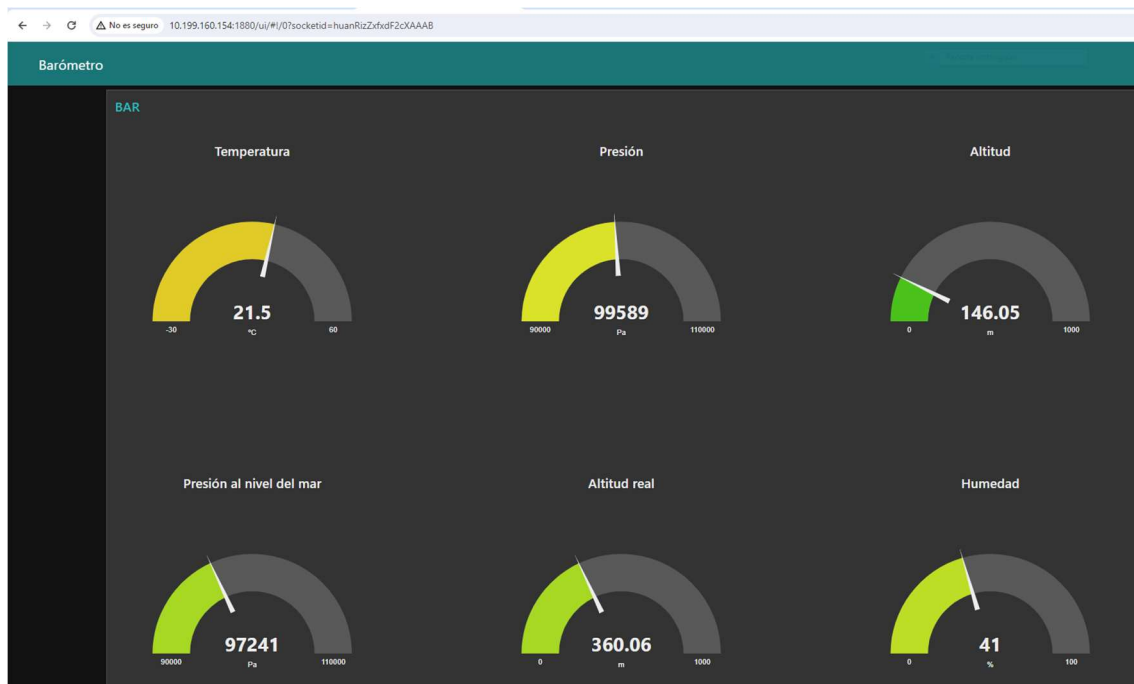 No es seguro 10.199.160.154:1880/ui/#!/0?socketid=huanRizZxfxdF2cXAAAB
Barómetro
BAR
Temperatura
21.5
-30 °C 60
Presión
99589
90000 Pa 110000
Altitud
146.05
0 m 1000
Presión al nivel del mar
97241
90000 Pa 110000
Altitud real
360.06
0 m 1000
Humedad
41
0 % 100